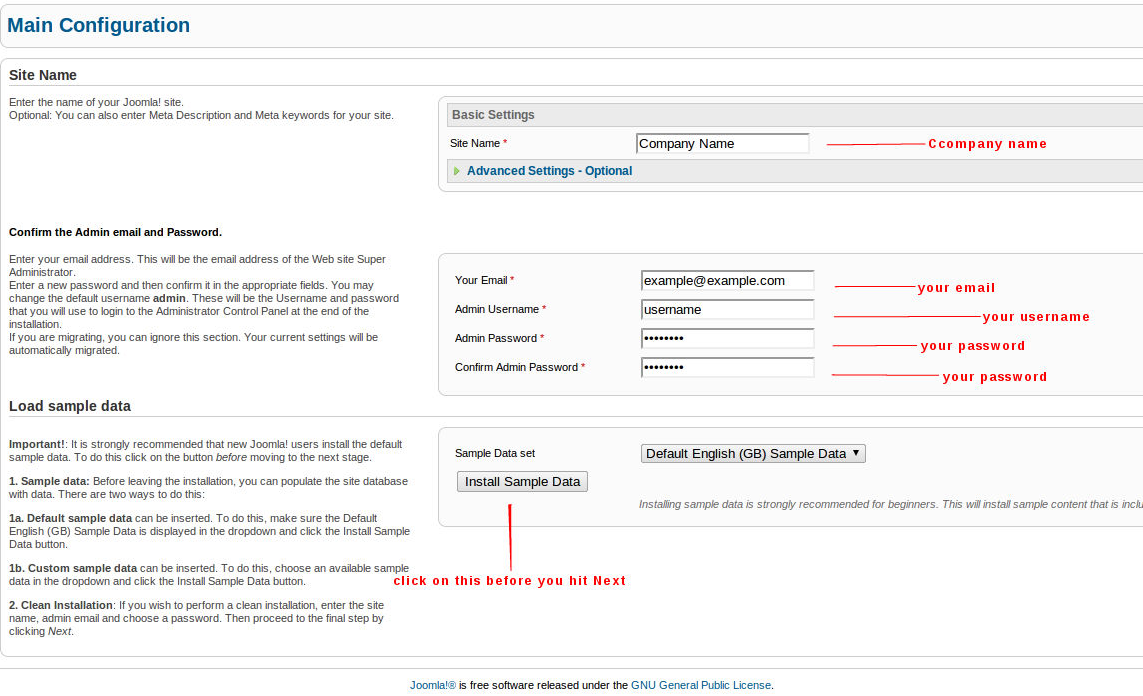 Main Configuration
Site Name
Enter the name of your Joomla! site.
Optional: You can also enter Meta Description and Meta keywords for your site.
Basic Settings
Site Name * Company Name Ccompany name
Advanced Settings - Optional
Confirm the Admin email and Password.
Enter your email address. This will be the email address of the Web site Super
Administrator.
Enter a new password and then confirm it in the appropriate fields. You may
change the default username admin. These will be the Username and password
that you will use to login to the Administrator Control Panel at the end of the
installation.
If you are migrating, you can ignore this section. Your current settings will be
automatically migrated.
Your Email * example@example.com your email
Admin Username * username your username
Admin Password * •••••••• your password
Confirm Admin Password * •••••••• your password
Load sample data
Important!: It is strongly recommended that new Joomla! users install the default
sample data. To do this click on the button before moving to the next stage.
1. Sample data: Before leaving the installation, you can populate the site database
with data. There are two ways to do this:
1a. Default sample data can be inserted. To do this, make sure the Default
English (GB) Sample Data is displayed in the dropdown and click the Install Sample
Data button.
1b. Custom sample data can be inserted. To do this, choose an available sample
data in the dropdown and click the Install Sample Data button.
2. Clean Installation: If you wish to perform a clean installation, enter the site
name, admin email and choose a password. Then proceed to the final step by
clicking Next.
Sample Data set Default English (GB) Sample Data
Install Sample Data
Installing sample data is strongly recommended for beginners. This will install sample content that is
click on this before you hit Next
Joomla!® is free software released under the GNU General Public License.